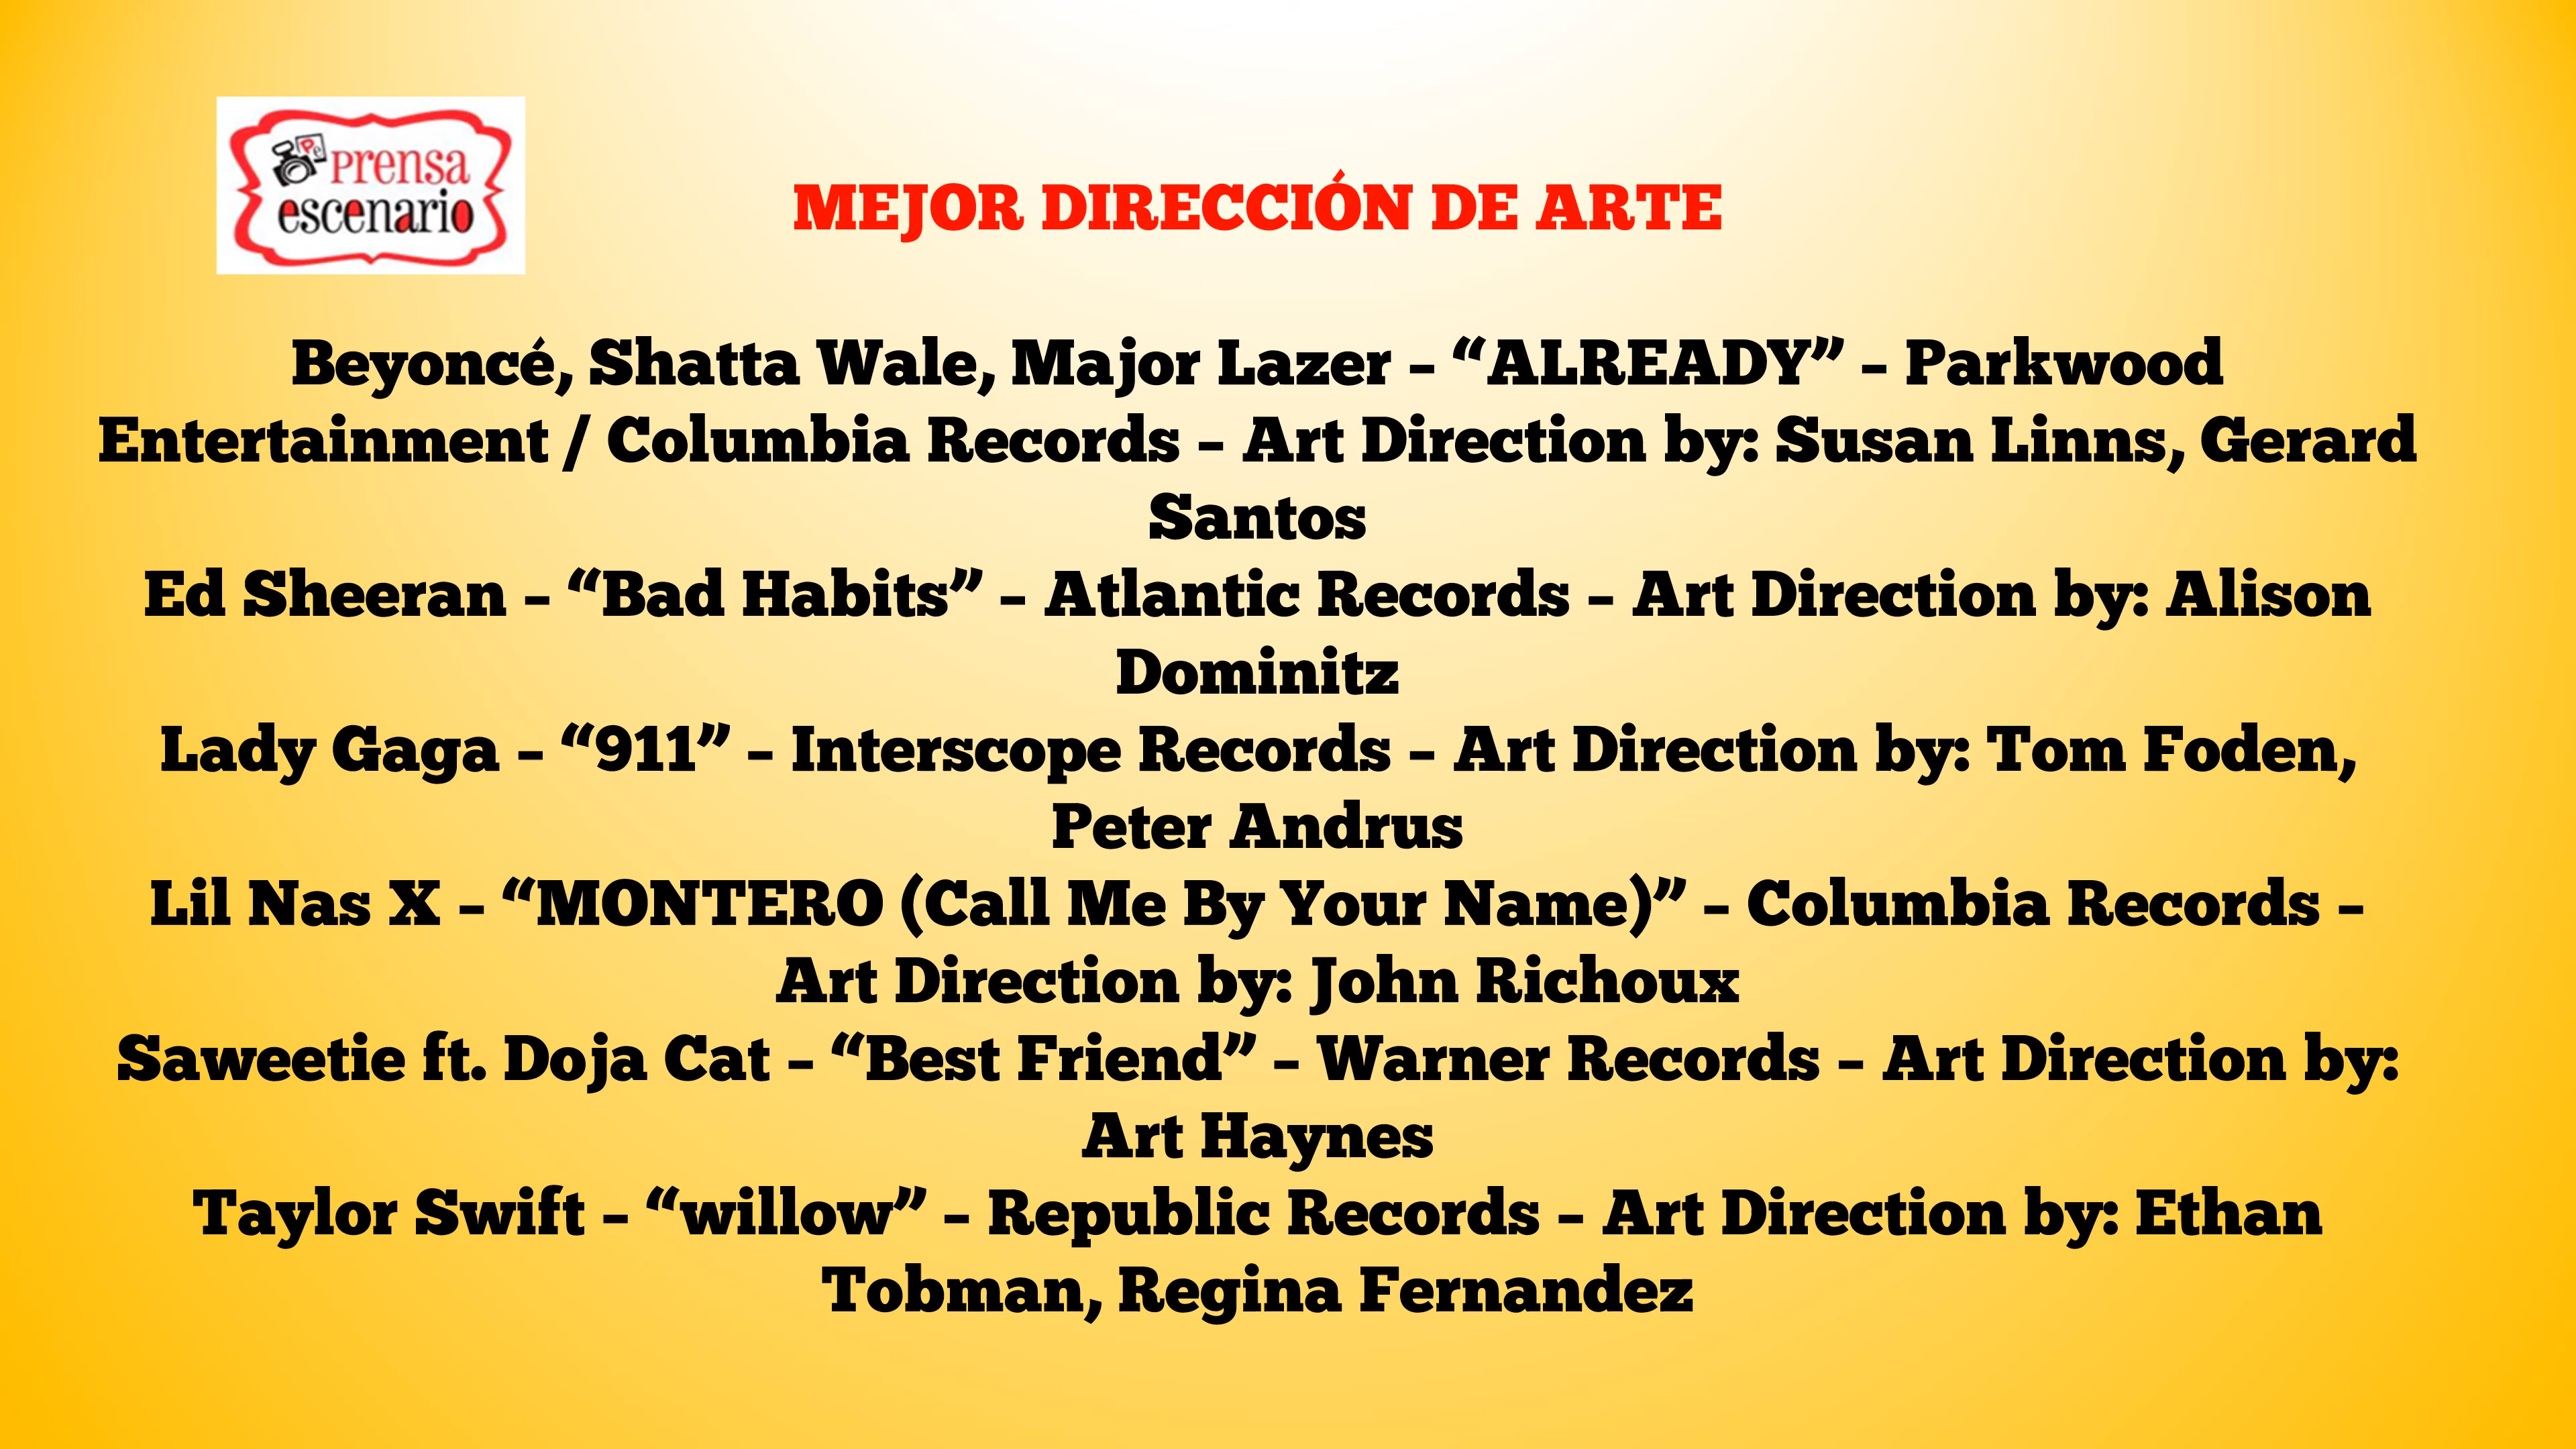 Pe
prensa
escenario
MEJOR DIRECCIÓN DE ARTE
Beyoncé, Shatta Wale, Major Lazer – “ALREADY” – Parkwood
Entertainment / Columbia Records – Art Direction by: Susan Linns, Gerard
Santos
Ed Sheeran – “Bad Habits” – Atlantic Records – Art Direction by: Alison
Dominitz
Lady Gaga – “911” – Interscope Records – Art Direction by: Tom Foden,
Peter Andrus
Lil Nas X – “MONTERO (Call Me By Your Name)” – Columbia Records –
Art Direction by: John Richoux
Saweetie ft. Doja Cat – “Best Friend” – Warner Records – Art Direction by:
Art Haynes
Taylor Swift – “willow” – Republic Records – Art Direction by: Ethan
Tobman, Regina Fernandez